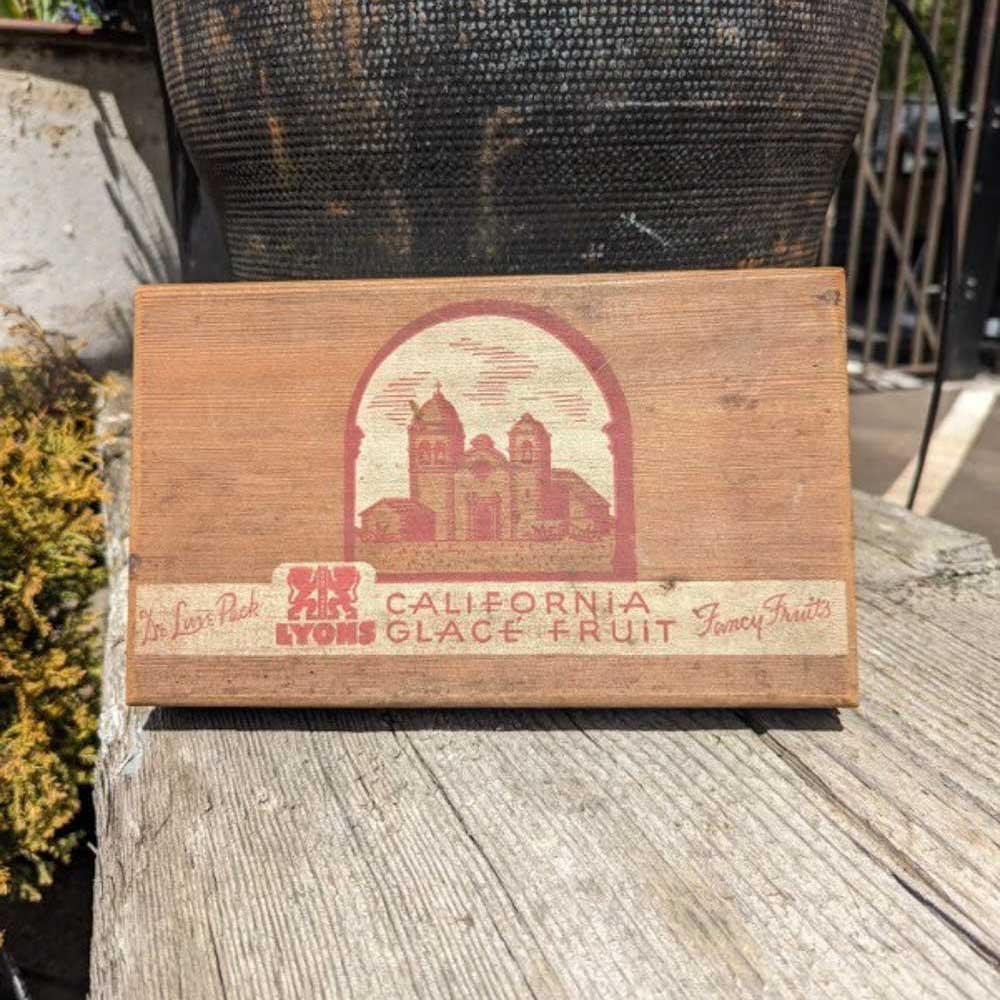 De Luxe Pack
LYONS
CALIFORNiA
GLACÉ FRUiT
Fancy Fruits